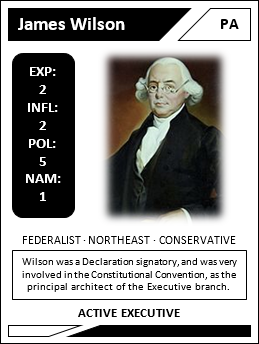 James Wilson
PA
EXP:
2
INFL:
2
POL:
5
NAM:
1
FEDERALIST · NORTHEAST · CONSERVATIVE
Wilson was a Declaration signatory, and was very
involved in the Constitutional Convention, as the
principal architect of the Executive branch.
ACTIVE EXECUTIVE